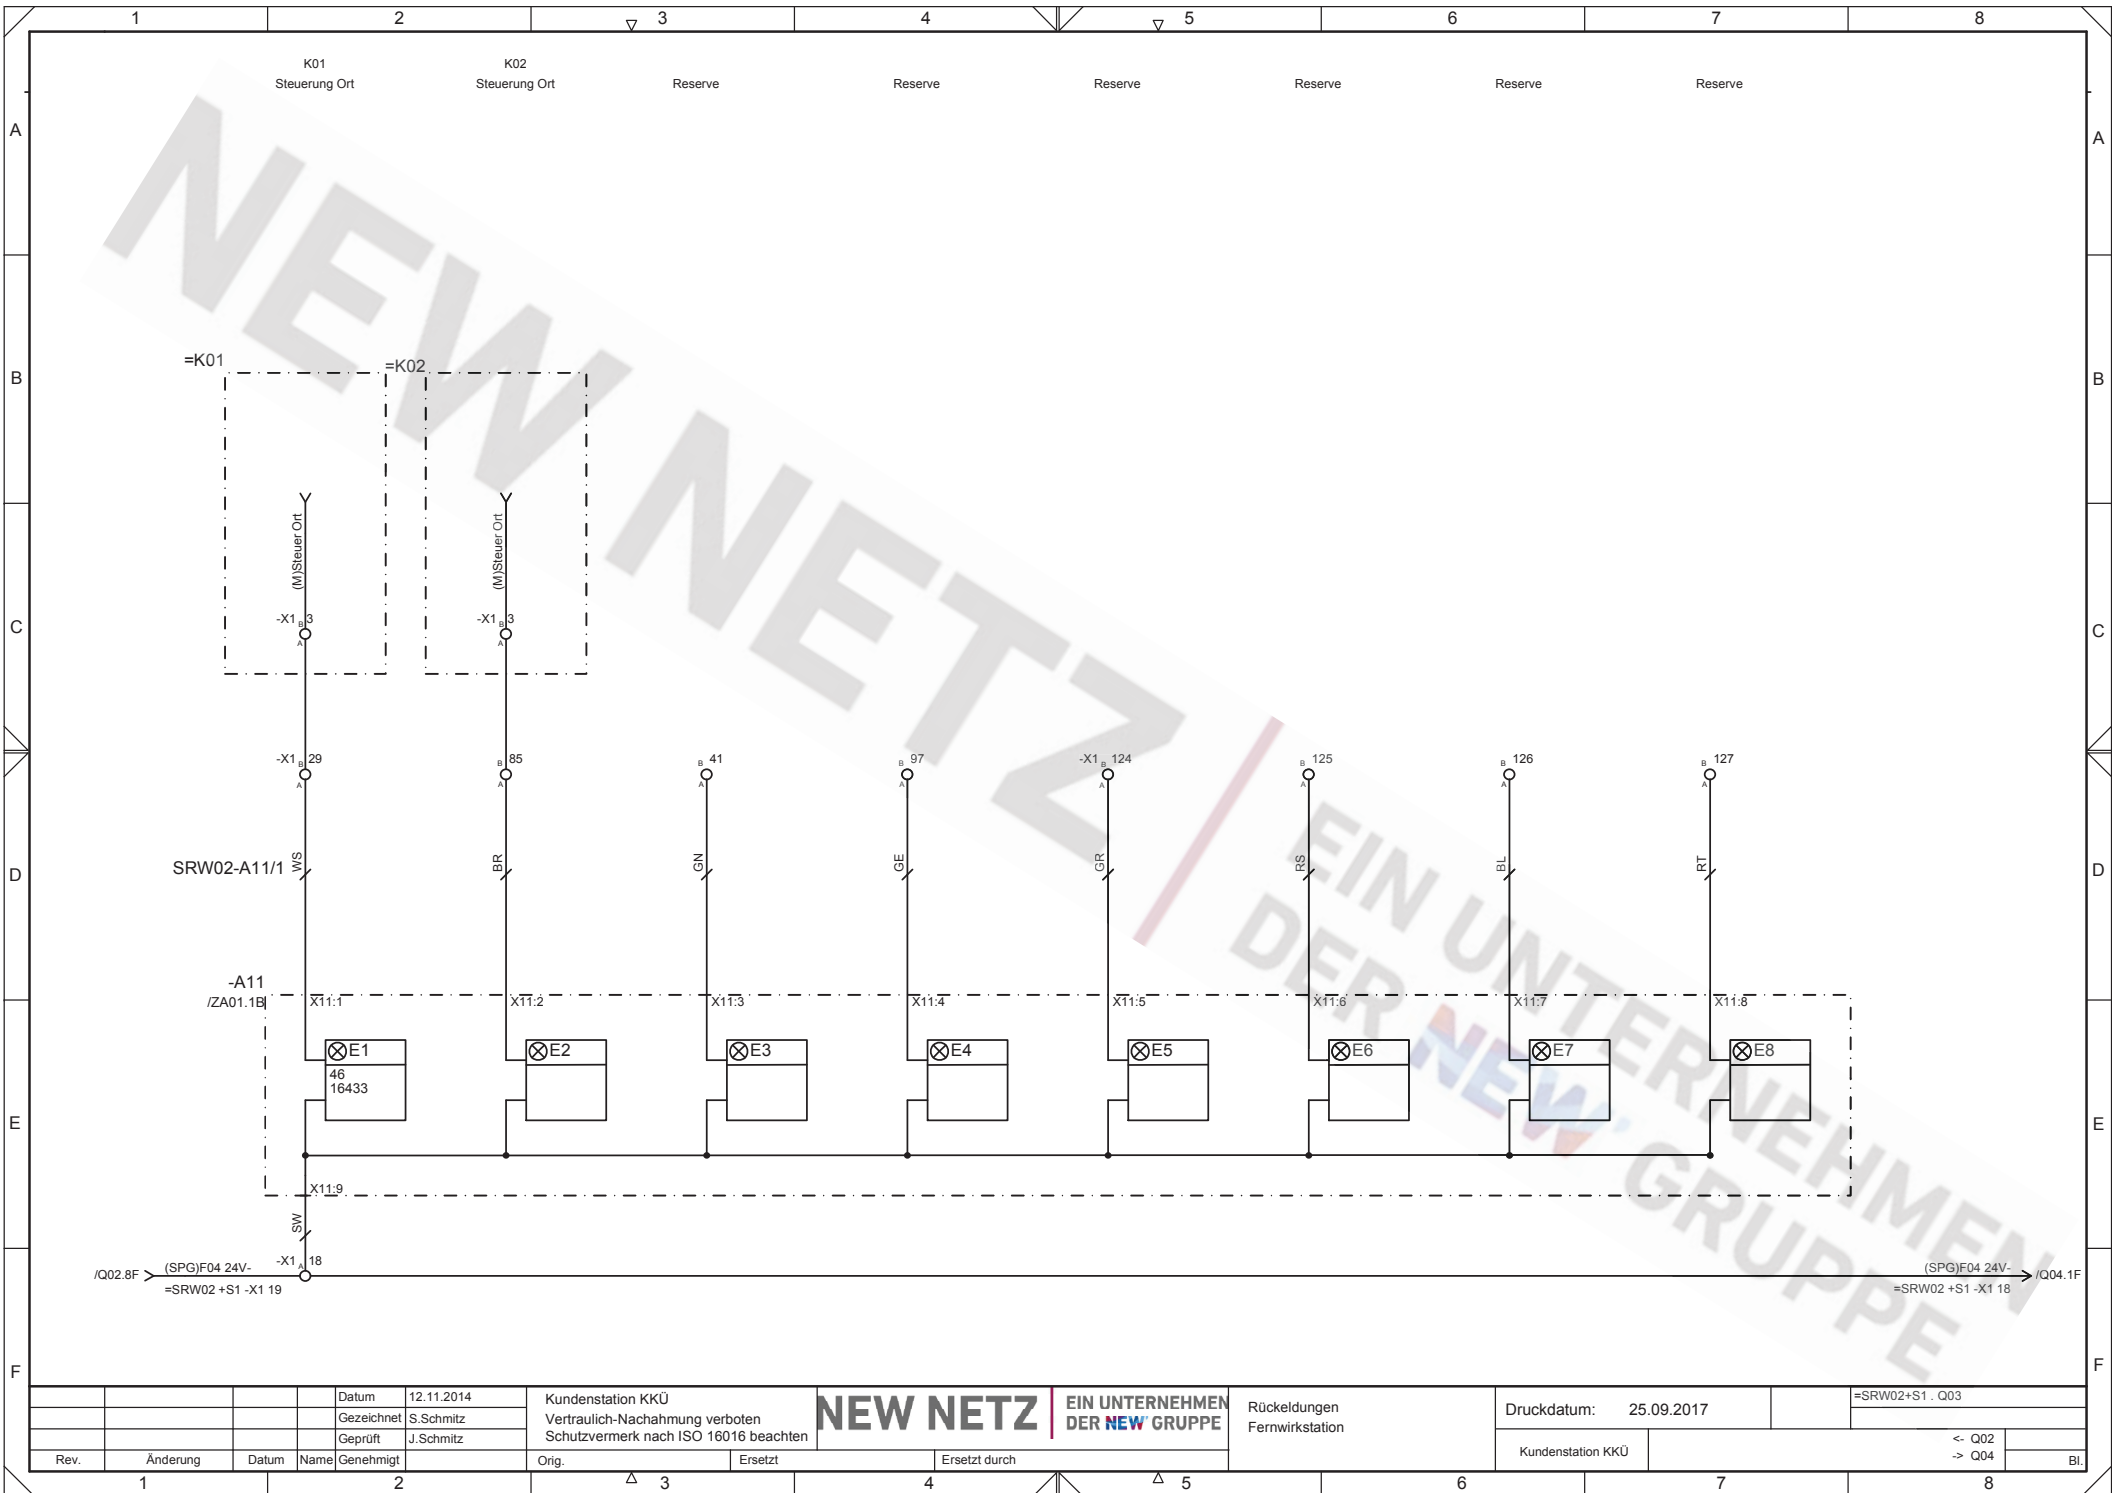 1 2 3 4 5 6 7 8
K01 K02
Steuerung Ort Steuerung Ort Reserve Reserve Reserve Reserve Reserve Reserve
A A
NEW NETZ
EIN UNTERNEHMEN
DER NEW' GRUPPE
=K01 =K02
B B
(M)Steuer Ort (M)Steuer Ort
-X1 B 3 -X1 B 3
C C
A A
-X1 B 29 B 85 B 41 B 97 -X1 B 124 B 125 B 126 B 127
A A A A A A A A
SRW02-A11/1 WS BR GN GE GR RS BL RT
D D
-A11
/ZA01.1B X11:1 X11:2 X11:3 X11:4 X11:5 X11:6 X11:7 X11:8
E1 E2 E3 E4 E5 E6 E7 E8
46
16433
E E
X11:9
SW
-X1 A 18
/Q02.8F (SPG)F04 24V- (SPG)F04 24V- /Q04.1F
=SRW02 +S1 -X1 19 =SRW02 +S1 -X1 18
F F
Datum 12.11.2014
Gezeichnet S.Schmitz
Geprüft J.Schmitz
Rev. Änderung Datum Name Genehmigt
Kundenstation KKÜ
Vertraulich-Nachahmung verboten
Schutzvermerk nach ISO 16016 beachten
Orig. Ersetzt Ersetzt durch
NEW NETZ
EIN UNTERNEHMEN
DER NEW' GRUPPE
Rückeldungen
Fernwirkstation
Druckdatum: 25.09.2017
Kundenstation KKÜ
=SRW02+S1 . Q03
<- Q02
-> Q04
Bl.
1 2 3 4 5 6 7 8